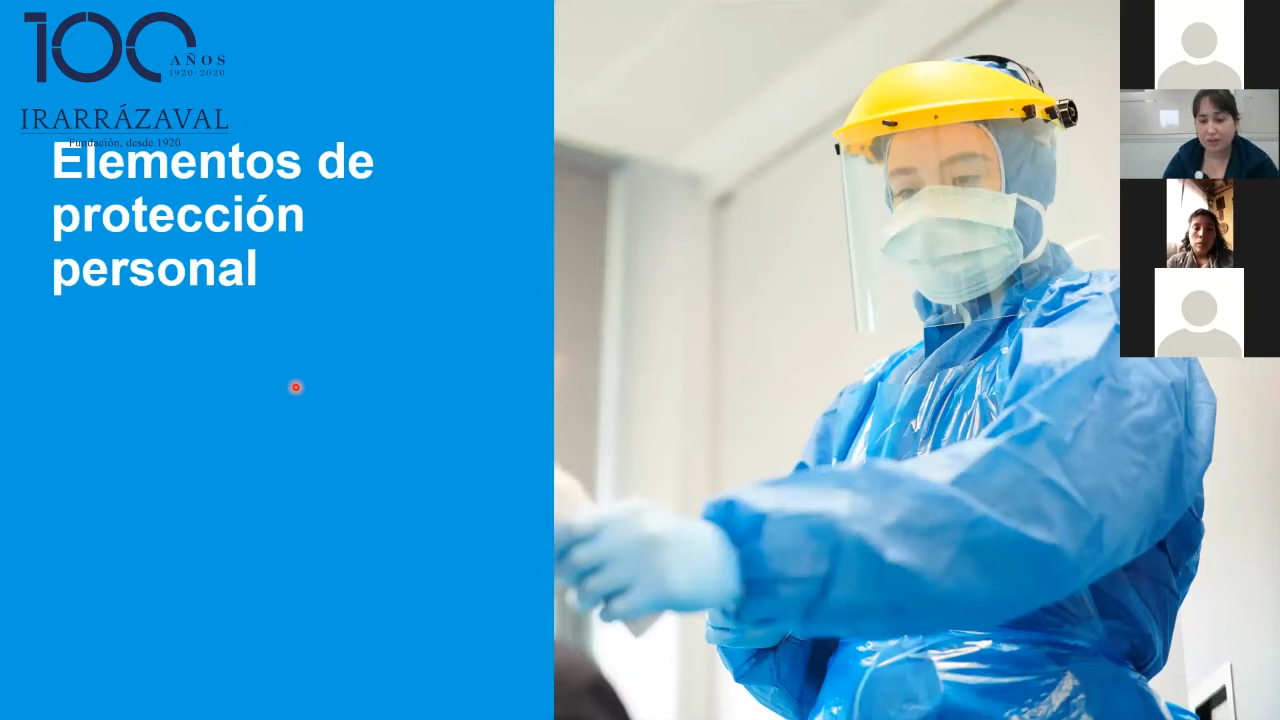 100
AÑOS
1920-2020
IRARRÁZAVAL
Fundación, desde 1920
Elementos de
protección
personal